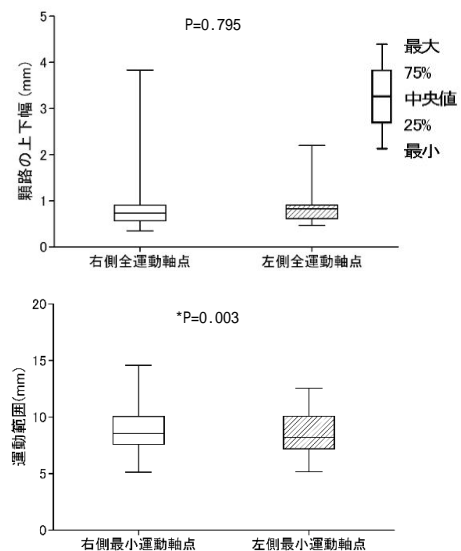 P=0.795
5
4
3
2
1
0
顆路の上下幅 (mm)
最大
75%
中央値
25%
最小
右側全運動軸点
左側全運動軸点
*P=0.003
20
15
10
5
0
運動範囲(mm)
右側最小運動軸点
左側最小運動軸点